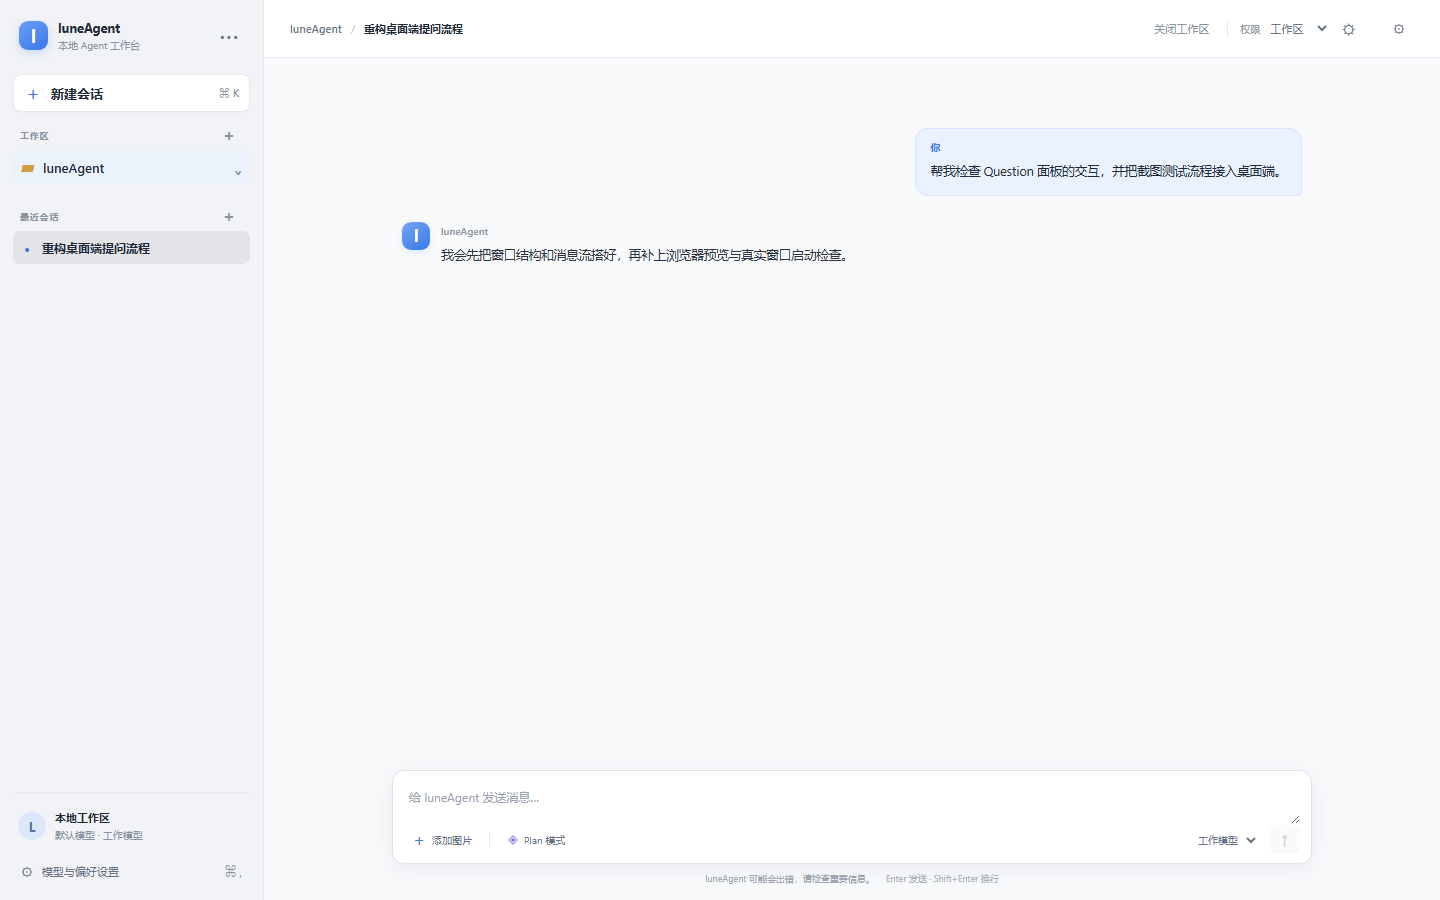 luneAgent
本地 Agent 工作台
+ 新建会话 ⌘ K
工作区 +
luneAgent
最近会话 +
重构桌面端提问流程
本地工作区
L
默认模型 · 工作模型
模型与偏好设置 ⌘ ,
luneAgent / 重构桌面端提问流程
关闭工作区 权限 工作区
你
帮我检查 Question 面板的交互，并把截图测试流程接入桌面端。
luneAgent
我会先把窗口结构和消息流搭好，再补上浏览器预览与真实窗口启动检查。
给 luneAgent 发送消息...
+ 添加图片 Plan 模式 工作模型 ↑
luneAgent 可能会出错，请检查重要信息。 Enter 发送 · Shift+Enter 换行